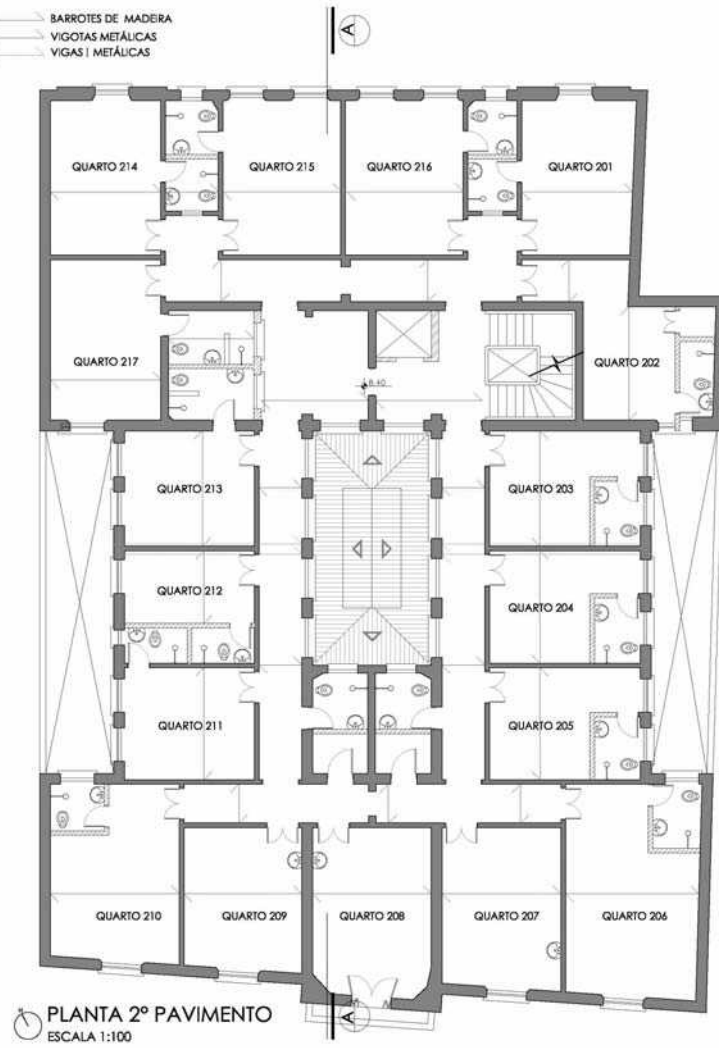 BARROTES DE MADEIRA
VIGOTAS METÁLICAS
VIGAS I METÁLICAS
A
QUARTO 214
QUARTO 215
QUARTO 216
QUARTO 201
QUARTO 217
QUARTO 202
8.40
QUARTO 213
QUARTO 203
QUARTO 212
QUARTO 204
QUARTO 211
QUARTO 205
QUARTO 210
QUARTO 209
QUARTO 208
QUARTO 207
QUARTO 206
A
PLANTA 2º PAVIMENTO
ESCALA 1:100